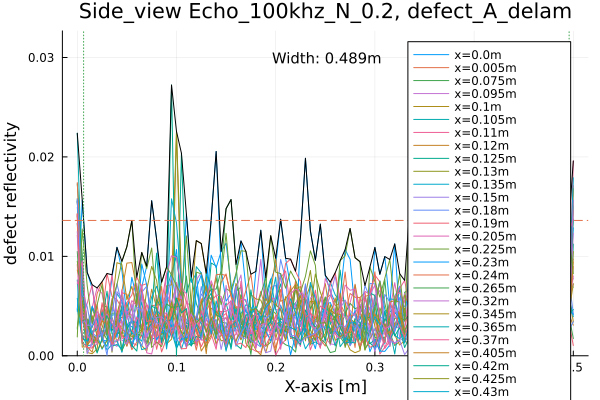 Side_view Echo_100khz_N_0.2, defect_A_delam
Width: 0.489m
defect reflectivity
0.03
0.02
0.01
0.00
0.0
0.1
0.2
0.3
.5
X-axis [m]
x=0.0m
x=0.005m
x=0.075m
x=0.095m
x=0.1m
x=0.105m
x=0.11m
x=0.12m
x=0.125m
x=0.13m
x=0.135m
x=0.15m
x=0.18m
x=0.19m
x=0.205m
x=0.225m
x=0.23m
x=0.24m
x=0.265m
x=0.32m
x=0.345m
x=0.365m
x=0.37m
x=0.405m
x=0.42m
x=0.425m
x=0.43m